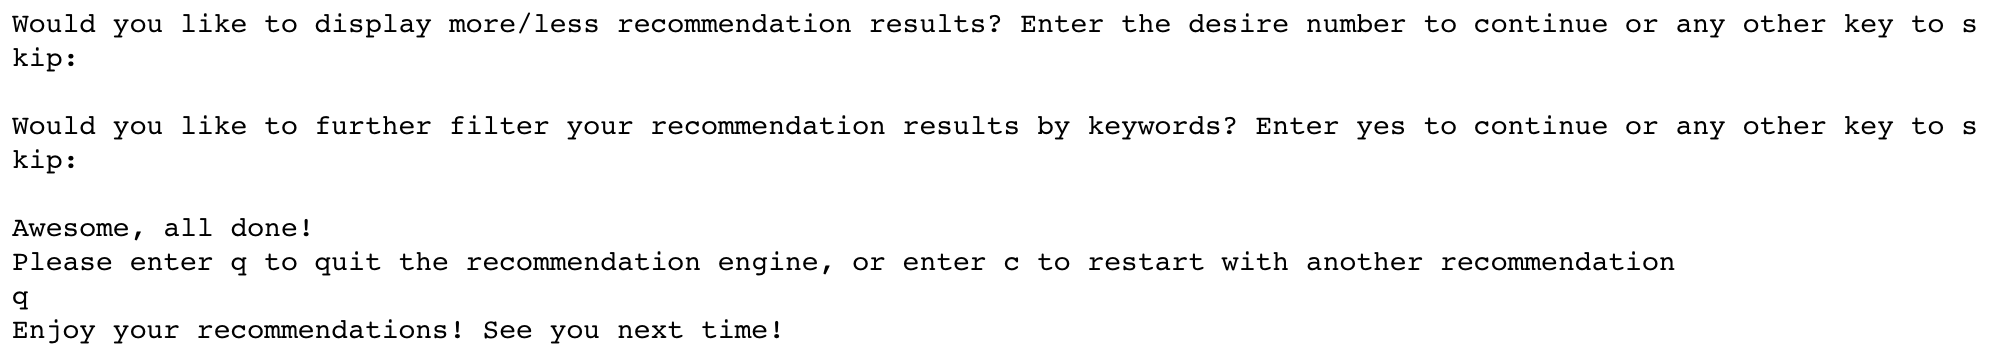 Would you like to display more/less recommendation results? Enter the desire number to continue or any other key to s
kip:
Would you like to further filter your recommendation results by keywords? Enter yes to continue or any other key to s
kip:
Awesome, all done!
Please enter q to quit the recommendation engine, or enter c to restart with another recommendation
q
Enjoy your recommendations! See you next time!